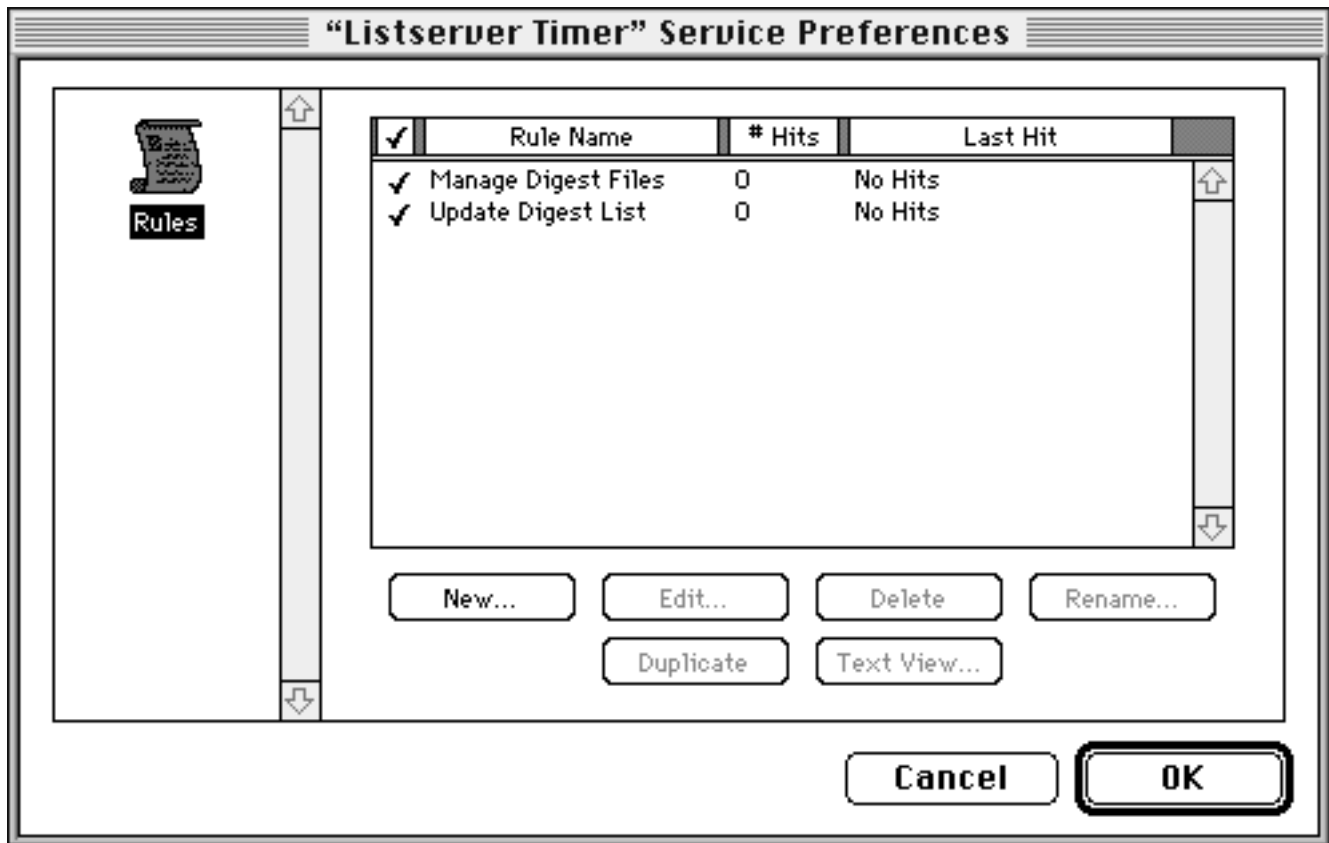 “Listserver Timer” Service Preferences
Rules
✓ Rule Name # Hits Last Hit
✓ Manage Digest Files 0 No Hits
✓ Update Digest List 0 No Hits
New... Edit... Delete Rename...
Duplicate Text View...
Cancel OK